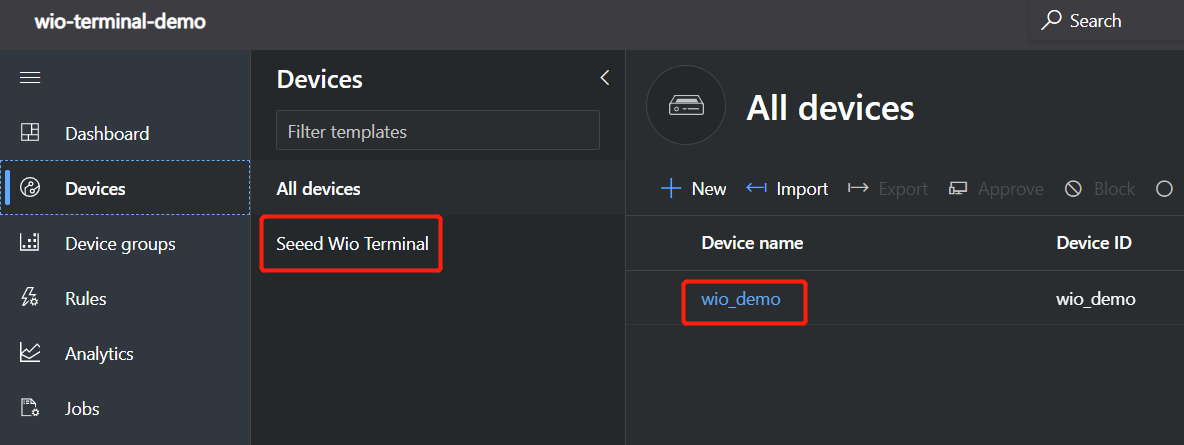 wio-terminal-demo
Search
Dashboard
Devices
Device groups
Rules
Analytics
Jobs
Devices
Filter templates
All devices
Seeed Wio Terminal
All devices
New Import Export Approve Block
Device name Device ID
wio_demo wio_demo